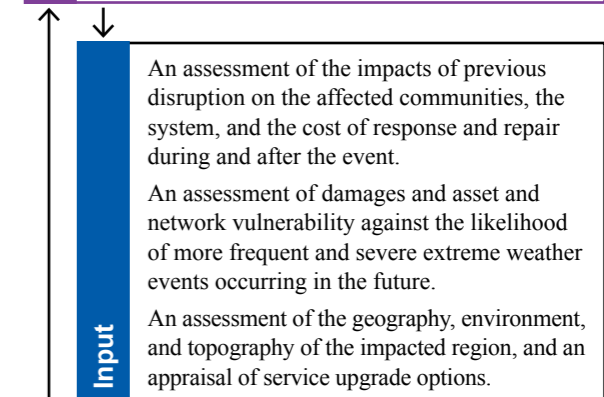 An assessment of the impacts of previous
disruption on the affected communities, the
system, and the cost of response and repair
during and after the event.
An assessment of damages and asset and
network vulnerability against the likelihood
of more frequent and severe extreme weather
events occurring in the future.
An assessment of the geography, environment,
and topography of the impacted region, and an
appraisal of service upgrade options.
Input